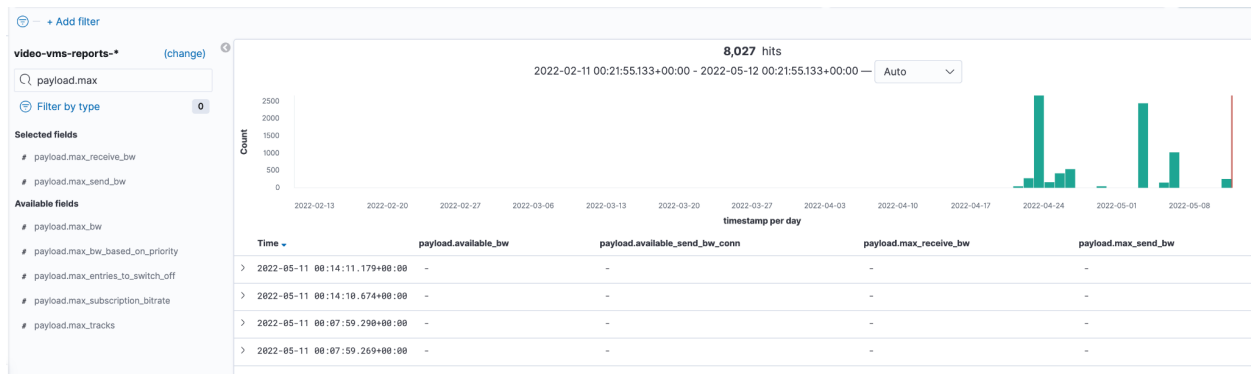 + Add filter
video-vms-reports-* (change)
payload.max
Filter by type 0
Selected fields
# payload.max_receive_bw
# payload.max_send_bw
Available fields
# payload.max_bw
# payload.max_bw_based_on_priority
# payload.max_entries_to_switch_off
# payload.max_subscription_bitrate
# payload.max_tracks
8,027 hits
2022-02-11 00:21:55.133+00:00 - 2022-05-12 00:21:55.133+00:00 — Auto
Count
2500
2000
1500
1000
500
0
2022-02-13 2022-02-20 2022-02-27 2022-03-06 2022-03-13 2022-03-20 2022-03-27 2022-04-03 2022-04-10 2022-04-17 2022-04-24 2022-05-01 2022-05-08
timestamp per day
Time payload.available_bw payload.available_send_bw_conn payload.max_receive_bw payload.max_send_bw
2022-05-11 00:14:11.179+00:00 - - - -
2022-05-11 00:14:10.674+00:00 - - - -
2022-05-11 00:07:59.290+00:00 - - - -
2022-05-11 00:07:59.269+00:00 - - - -